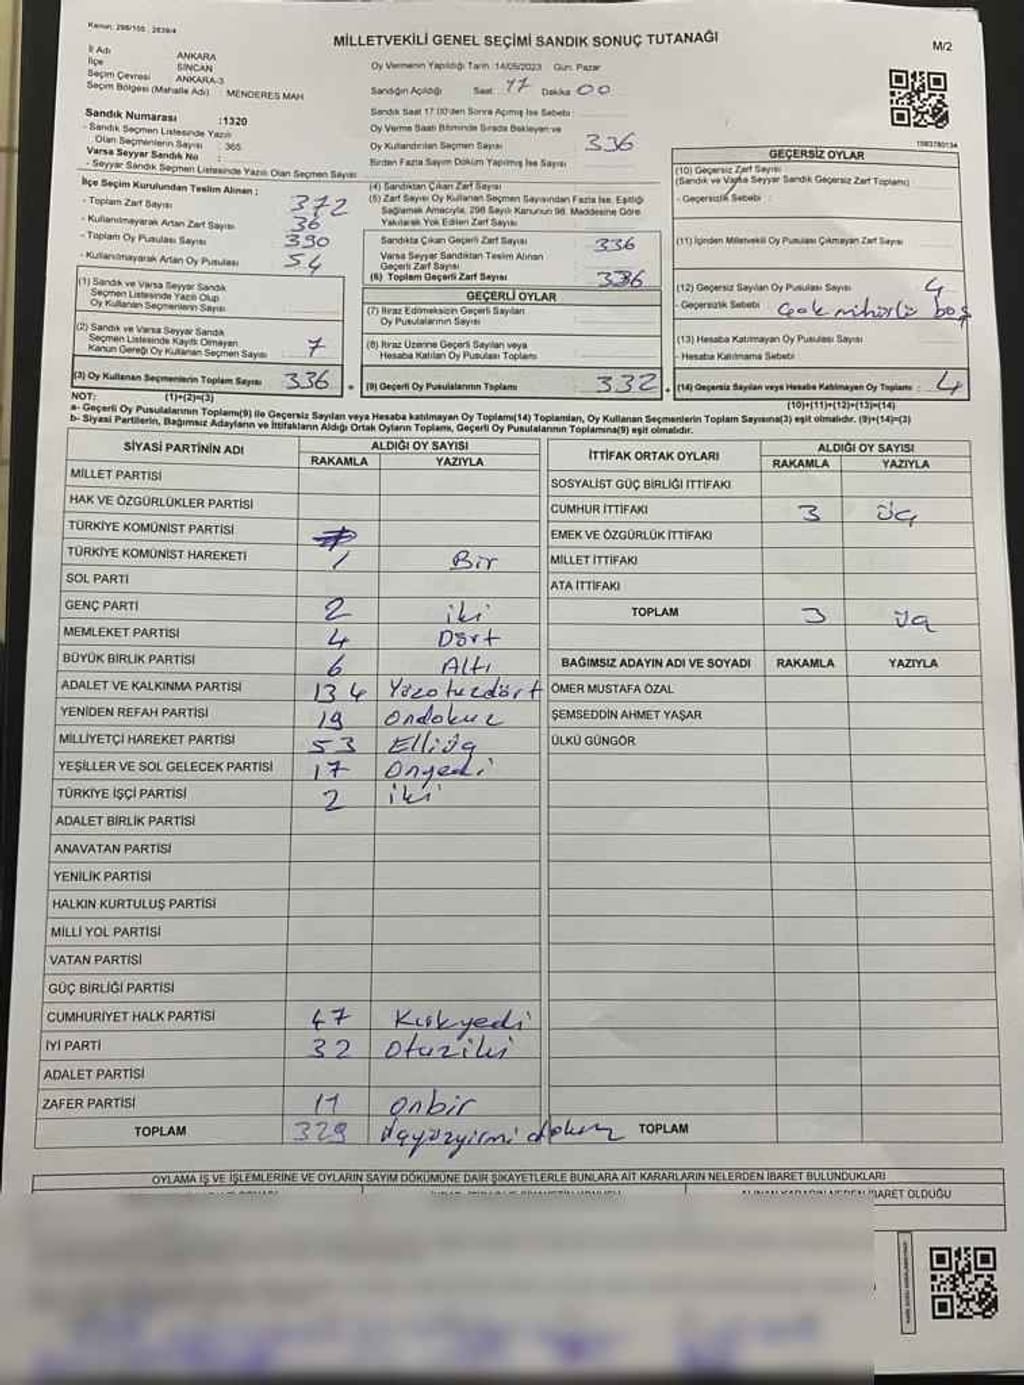 Kanun: 298/105 , 2839/4
MİLLETVEKİLİ GENEL SEÇİMİ SANDIK SONUÇ TUTANAĞI
M/2
İl Adı ANKARA
İlçe SİNCAN
Seçim Çevresi ANKARA-3
Seçim Bölgesi (Mahalle Adı) : MENDERES MAH
Oy Vermenin Yapıldığı Tarih :14/05/2023 Gün: Pazar
Sandığın Açıldığı Saat : 17 Dakika 00
Sandık Saat 17:00'den Sonra Açılmış İse Sebebi :
Oy Verme Saati Bitiminde Sırada Bekleyen ve
Oy Kullandırılan Seçmen Sayısı 336
Birden Fazla Sayım Döküm Yapılmış İse Sayısı
Sandık Numarası :1320
- Sandık Seçmen Listesinde Yazılı
Olan Seçmenlerin Sayısı : 365
Varsa Seyyar Sandık No :
- Seyyar Sandık Seçmen Listesinde Yazılı Olan Seçmen Sayısı :
İlçe Seçim Kurulundan Teslim Alınan :
- Toplam Zarf Sayısı 372
- Kullanılmayarak Artan Zarf Sayısı 36
- Toplam Oy Pusulası Sayısı 390
- Kullanılmayarak Artan Oy Pusulası 54
(1) Sandık ve Varsa Seyyar Sandık
Seçmen Listesinde Yazılı Olup
Oy Kullanan Seçmenlerin Sayısı
(2) Sandık ve Varsa Seyyar Sandık
Seçmen Listesinde Kayıtlı Olmayan
Kanun Gereği Oy Kullanan Seçmen Sayısı 7
(3) Oy Kullanan Seçmenlerin Toplam Sayısı 336
(1)+(2)=(3)
(4) Sandıktan Çıkan Zarf Sayısı
(5) Zarf Sayısı Oy Kullanan Seçmen Sayısından Fazla İse, Eşitliği
Sağlamak Amacıyla, 298 Sayılı Kanunun 98. Maddesine Göre
Yakılarak Yok Edilen Zarf Sayısı
Sandıkta Çıkan Geçerli Zarf Sayısı 336
Varsa Seyyar Sandıktan Teslim Alınan
Geçerli Zarf Sayısı
(6) Toplam Geçerli Zarf Sayısı 336
GEÇERLİ OYLAR
(7) İtiraz Edilmeksizin Geçerli Sayılan
Oy Pusulalarının Sayısı
(8) İtiraz Üzerine Geçerli Sayılan veya
Hesaba Katılan Oy Pusulası Toplamı
(9) Geçerli Oy Pusulalarının Toplamı 332
1583780134
GEÇERSİZ OYLAR
(10) Geçersiz Zarf Sayısı
(Sandık ve Varsa Seyyar Sandık Geçersiz Zarf Toplamı)
- Geçersizlik Sebebi :
(11) İçinden Milletvekili Oy Pusulası Çıkmayan Zarf Sayısı
(12) Geçersiz Sayılan Oy Pusulası Sayısı 4
- Geçersizlik Sebebi : Çok mühürlü boş
(13) Hesaba Katılmayan Oy Pusulası Sayısı
- Hesaba Katılmama Sebebi
(14) Geçersiz Sayılan veya Hesaba Katılmayan Oy Toplamı : 4
(10)+(11)+(12)+(13)=(14)
NOT:
a- Geçerli Oy Pusulalarının Toplamı(9) ile Geçersiz Sayılan veya Hesaba katılmayan Oy Toplamı(14) Toplamları, Oy Kullanan Seçmenlerin Toplam Sayısına(3) eşit olmalıdır. (9)+(14)=(3)
b- Siyasi Partilerin, Bağımsız Adayların ve İttifakların Aldığı Ortak Oyların Toplamı, Geçerli Oy Pusulalarının Toplamına(9) eşit olmalıdır.
SİYASİ PARTİNİN ADI ALDIĞI OY SAYISI
RAKAMLA YAZIYLA
MİLLET PARTİSİ
HAK VE ÖZGÜRLÜKLER PARTİSİ
TÜRKİYE KOMÜNİST PARTİSİ
TÜRKİYE KOMÜNİST HAREKETİ 1 Bir
SOL PARTİ
GENÇ PARTİ 2 iki
MEMLEKET PARTİSİ 4 Dört
BÜYÜK BİRLİK PARTİSİ 6 Altı
ADALET VE KALKINMA PARTİSİ 134 Yüzotuzdört
YENİDEN REFAH PARTİSİ 19 Ondokuz
MİLLİYETÇİ HAREKET PARTİSİ 53 Elliüç
YEŞİLLER VE SOL GELECEK PARTİSİ 17 Onyedi
TÜRKİYE İŞÇİ PARTİSİ 2 iki
ADALET BİRLİK PARTİSİ
ANAVATAN PARTİSİ
YENİLİK PARTİSİ
HALKIN KURTULUŞ PARTİSİ
MİLLİ YOL PARTİSİ
VATAN PARTİSİ
GÜÇ BİRLİĞİ PARTİSİ
CUMHURİYET HALK PARTİSİ 47 Kırkyedi
İYİ PARTİ 32 otuziki
ADALET PARTİSİ
ZAFER PARTİSİ 11 onbir
TOPLAM 329 üçyüzyirmi dokuz
İTTİFAK ORTAK OYLARI ALDIĞI OY SAYISI
RAKAMLA YAZIYLA
SOSYALİST GÜÇ BİRLİĞİ İTTİFAKI
CUMHUR İTTİFAKI 3 üç
EMEK VE ÖZGÜRLÜK İTTİFAKI
MİLLET İTTİFAKI
ATA İTTİFAKI
TOPLAM 3 üç
BAĞIMSIZ ADAYIN ADI VE SOYADI RAKAMLA YAZIYLA
ÖMER MUSTAFA ÖZAL
ŞEMSEDDİN AHMET YAŞAR
ÜLKÜ GÜNGÖR
TOPLAM
OYLAMA İŞ VE İŞLEMLERİNE VE OYLARIN SAYIM DÖKÜMÜNE DAİR ŞİKAYETLERLE BUNLARA AİT KARARLARIN NELERDEN İBARET BULUNDUKLARI
ALINAN KARARIN NEDEN İBARET OLDUĞU